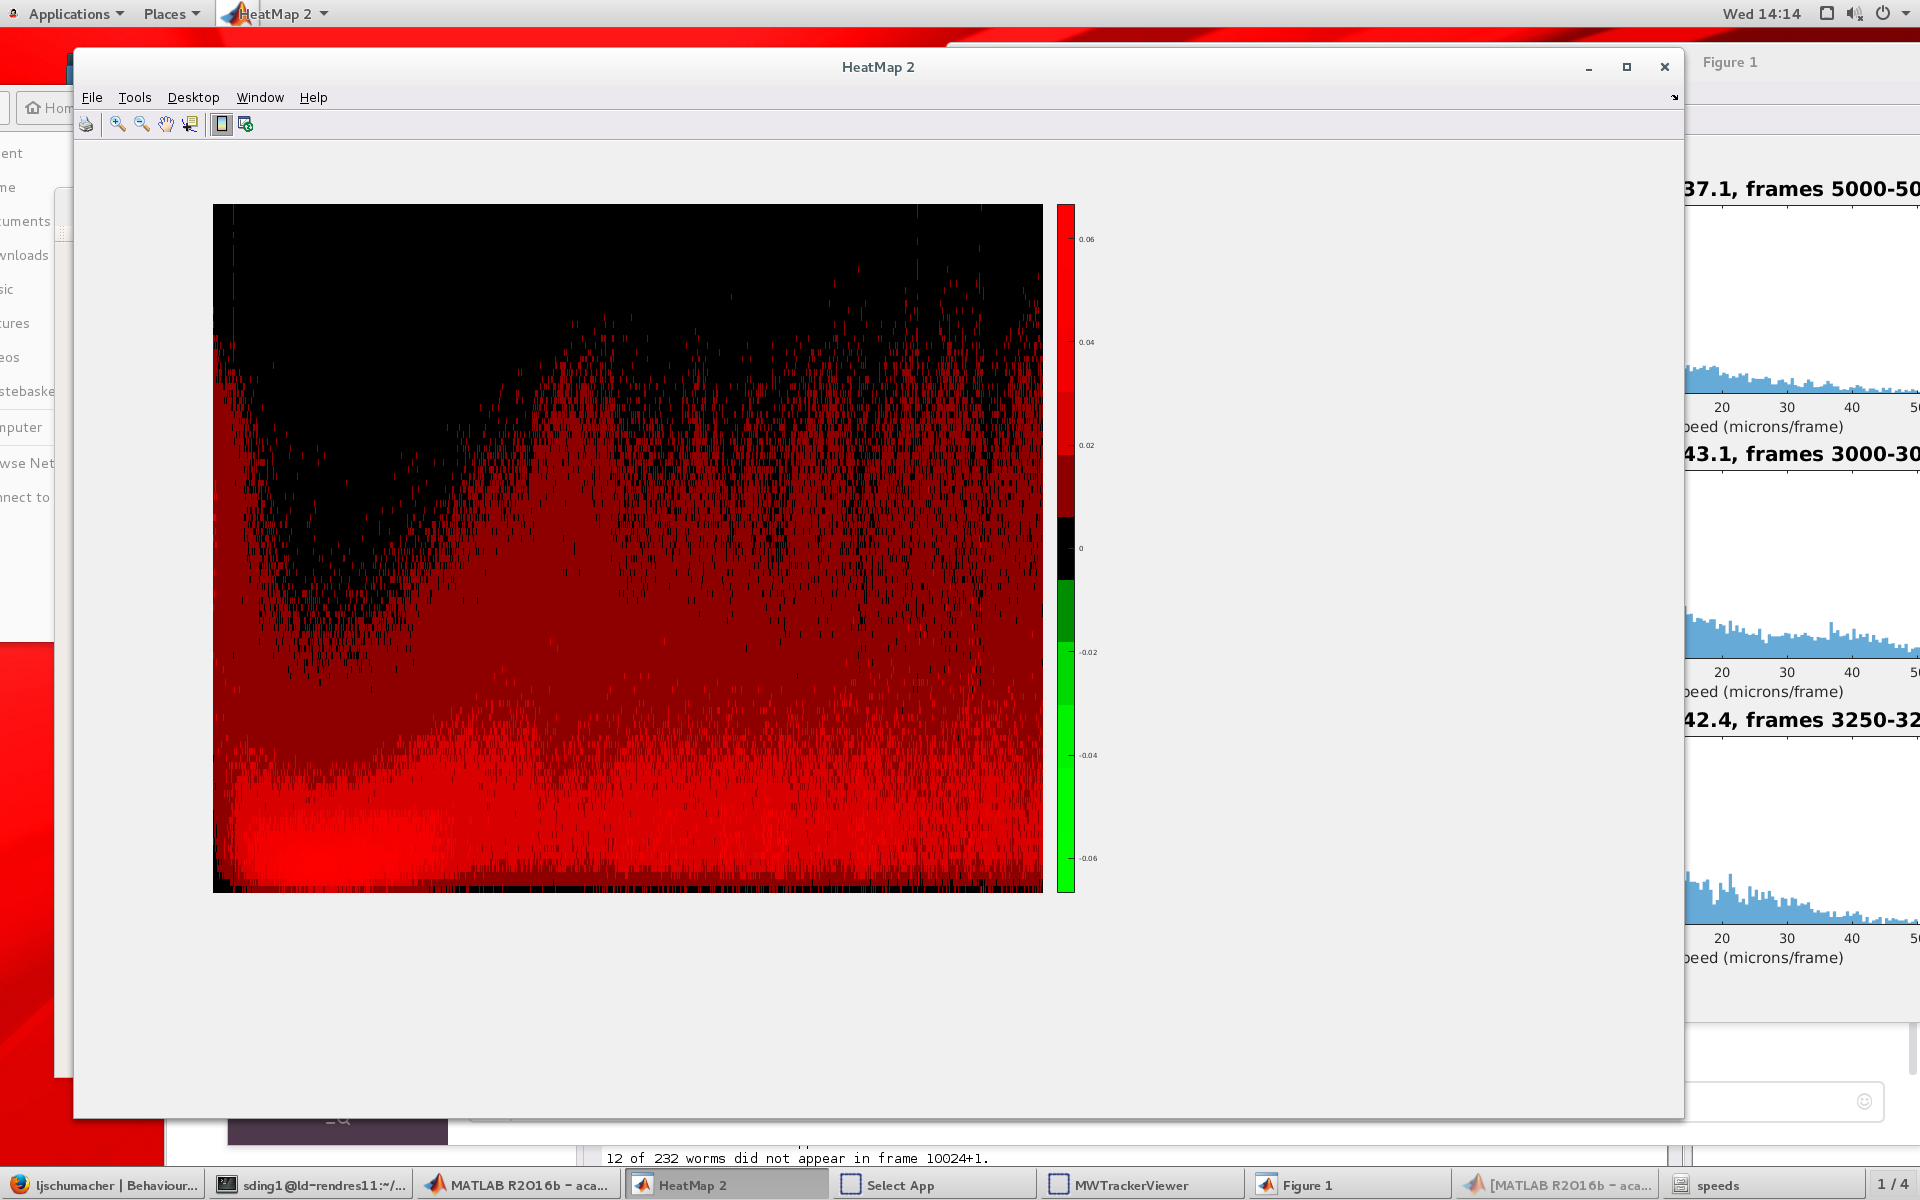 Applications Places HeatMap 2 Wed 14:14
HeatMap 2
Figure 1
File Tools Desktop Window Help
Hom
ent
me
cuments
wnloads
sic
tures
eos
stebaske
mputer
wse Net
nnect to
0.06
0.04
0.02
0
-0.02
-0.04
-0.06
37.1, frames 5000-50
20 30 40 50
peed (microns/frame)
43.1, frames 3000-30
20 30 40 50
peed (microns/frame)
42.4, frames 3250-32
20 30 40 50
peed (microns/frame)
12 of 232 worms did not appear in frame 10024+1.
ljschumacher | Behaviour... sding1@ld-rendres11:~/... MATLAB R2016b - aca... HeatMap 2 Select App MWTrackerViewer Figure 1 [MATLAB R2016b - aca... speeds 1 / 4